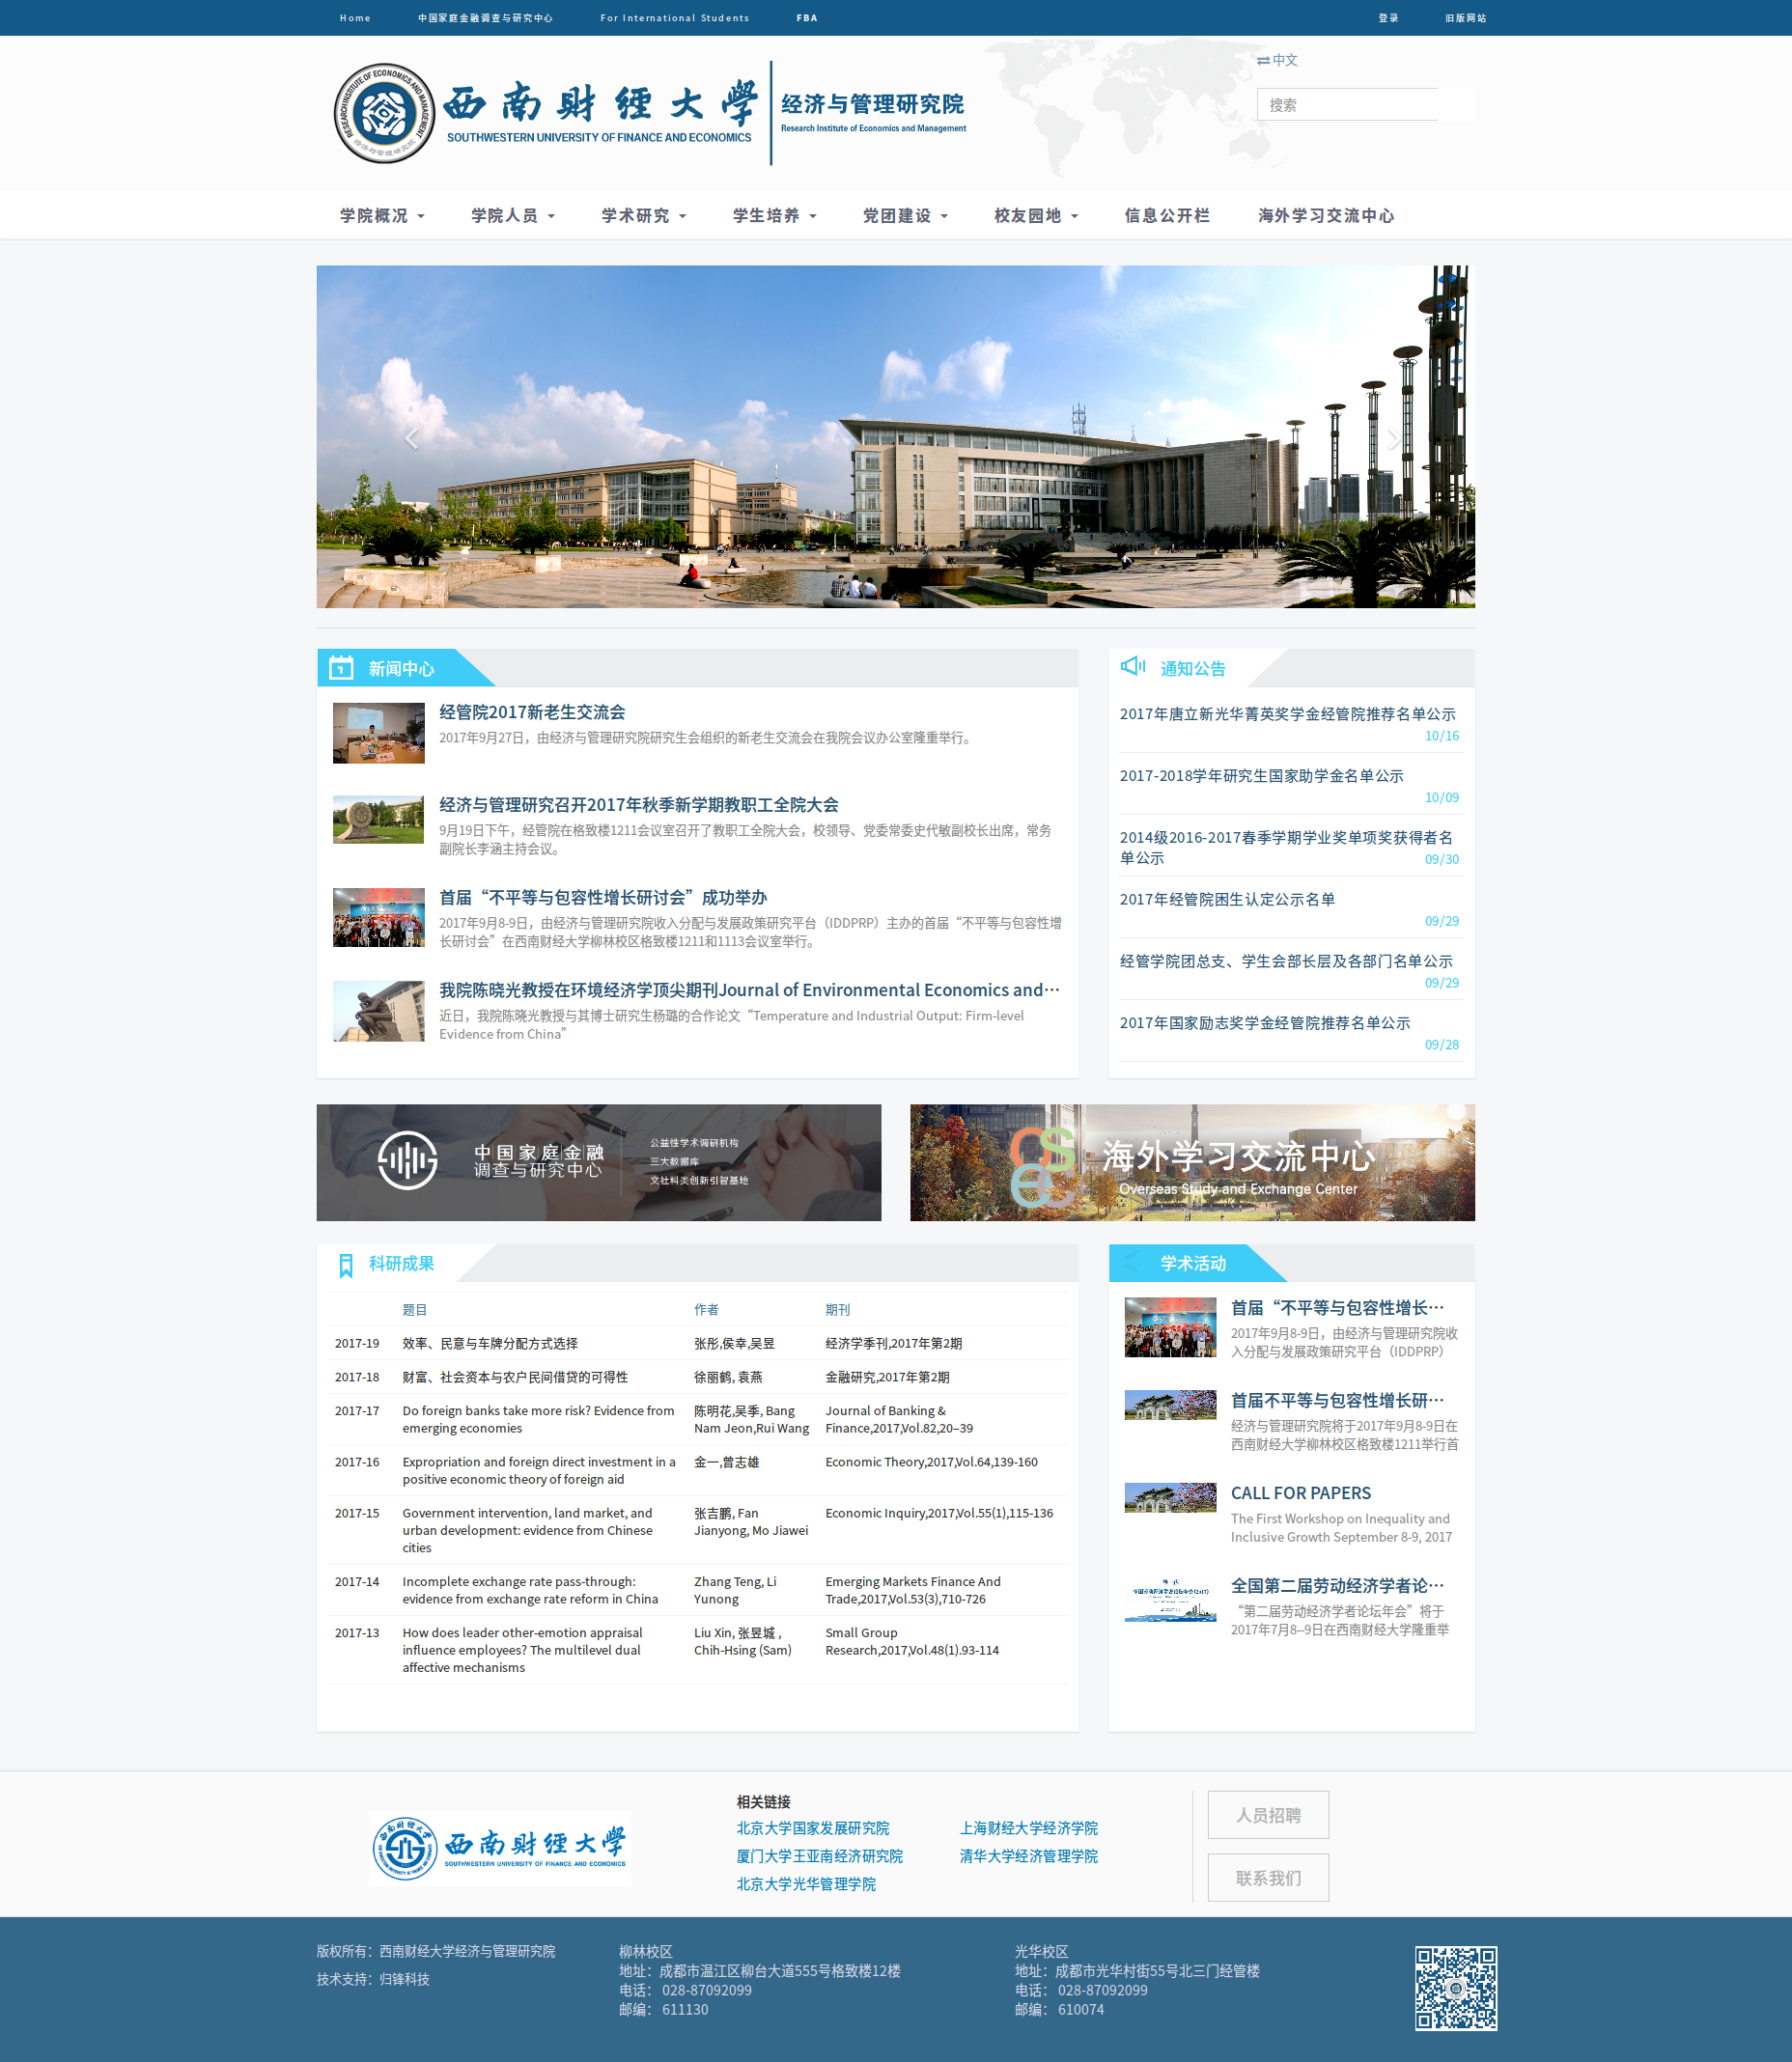 Home 中国家庭金融调查与研究中心 For International Students FBA 登录 旧版网站
中文
搜索
RESEARCH INSTITUTE OF ECONOMICS AND MANAGEMENT
经济与管理研究院
西南财经大学
SOUTHWESTERN UNIVERSITY OF FINANCE AND ECONOMICS
经济与管理研究院
Research Institute of Economics and Management
学院概况 学院人员 学术研究 学生培养 党团建设 校友园地 信息公开栏 海外学习交流中心
新闻中心
经管院2017新老生交流会
2017年9月27日，由经济与管理研究院研究生会组织的新老生交流会在我院会议办公室隆重举行。
经济与管理研究召开2017年秋季新学期教职工全院大会
9月19日下午，经管院在格致楼1211会议室召开了教职工全院大会，校领导、党委常委史代敏副校长出席，常务
副院长李涵主持会议。
首届“不平等与包容性增长研讨会”成功举办
2017年9月8-9日，由经济与管理研究院收入分配与发展政策研究平台（IDDPRP）主办的首届“不平等与包容性增
长研讨会”在西南财经大学柳林校区格致楼1211和1113会议室举行。
我院陈晓光教授在环境经济学顶尖期刊Journal of Environmental Economics and…
近日，我院陈晓光教授与其博士研究生杨璐的合作论文“Temperature and Industrial Output: Firm-level
Evidence from China”
通知公告
2017年唐立新光华菁英奖学金经管院推荐名单公示
10/16
2017-2018学年研究生国家助学金名单公示
10/09
2014级2016-2017春季学期学业奖单项奖获得者名
单公示 09/30
2017年经管院困生认定公示名单
09/29
经管学院团总支、学生会部长层及各部门名单公示
09/29
2017年国家励志奖学金经管院推荐名单公示
09/28
中国家庭金融
调查与研究中心
公益性学术调研机构
三大数据库
文社科类创新引智基地
OSEC
海外学习交流中心
Overseas Study and Exchange Center
科研成果
题目 作者 期刊
2017-19 效率、民意与车牌分配方式选择 张彤,侯幸,吴昱 经济学季刊,2017年第2期
2017-18 财富、社会资本与农户民间借贷的可得性 徐丽鹤, 袁燕 金融研究,2017年第2期
2017-17 Do foreign banks take more risk? Evidence from 陈明花,吴季, Bang Journal of Banking &
emerging economies Nam Jeon,Rui Wang Finance,2017,Vol.82,20–39
2017-16 Expropriation and foreign direct investment in a 金一,曾志雄 Economic Theory,2017,Vol.64,139-160
positive economic theory of foreign aid
2017-15 Government intervention, land market, and 张吉鹏, Fan Economic Inquiry,2017,Vol.55(1),115-136
urban development: evidence from Chinese Jianyong, Mo Jiawei
cities
2017-14 Incomplete exchange rate pass-through: Zhang Teng, Li Emerging Markets Finance And
evidence from exchange rate reform in China Yunong Trade,2017,Vol.53(3),710-726
2017-13 How does leader other-emotion appraisal Liu Xin, 张昱城 , Small Group
influence employees? The multilevel dual Chih-Hsing (Sam) Research,2017,Vol.48(1).93-114
affective mechanisms
学术活动
首届“不平等与包容性增长…
2017年9月8-9日，由经济与管理研究院收
入分配与发展政策研究平台（IDDPRP）
首届不平等与包容性增长研…
经济与管理研究院将于2017年9月8-9日在
西南财经大学柳林校区格致楼1211举行首
CALL FOR PAPERS
The First Workshop on Inequality and
Inclusive Growth September 8-9, 2017
全国第二届劳动经济学者论…
“第二届劳动经济学者论坛年会”将于
2017年7月8–9日在西南财经大学隆重举
西南财经大学
SOUTHWESTERN UNIVERSITY OF FINANCE AND ECONOMICS
相关链接
北京大学国家发展研究院 上海财经大学经济学院
厦门大学王亚南经济研究院 清华大学经济管理学院
北京大学光华管理学院
人员招聘
联系我们
版权所有：西南财经大学经济与管理研究院
技术支持：归锋科技
柳林校区
地址：成都市温江区柳台大道555号格致楼12楼
电话： 028-87092099
邮编： 611130
光华校区
地址：成都市光华村街55号北三门经管楼
电话： 028-87092099
邮编： 610074